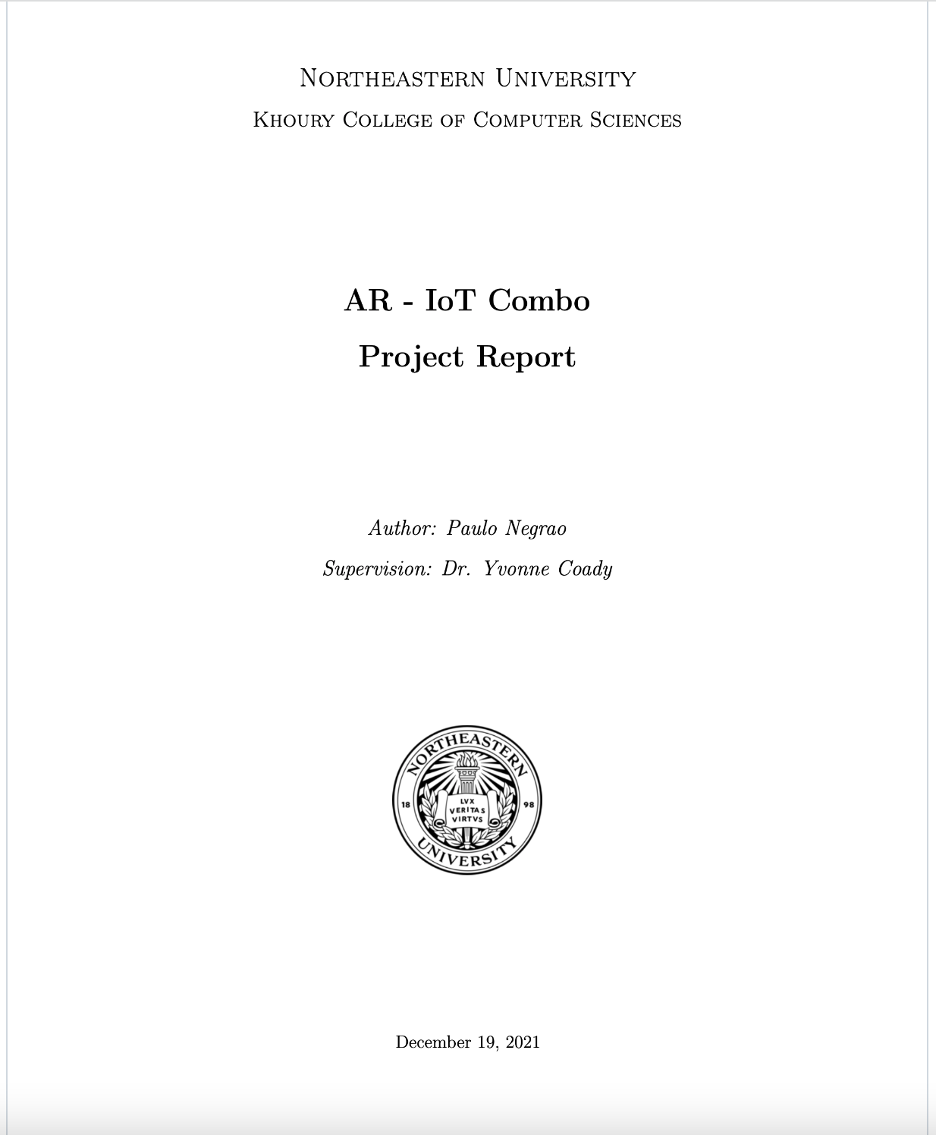 Northeastern University
Khoury College of Computer Sciences
AR - IoT Combo
Project Report
Author: Paulo Negrao
Supervision: Dr. Yvonne Coady
NORTHEASTERN
18
LVX
VERITAS
VIRTVS
98
UNIVERSITY
December 19, 2021